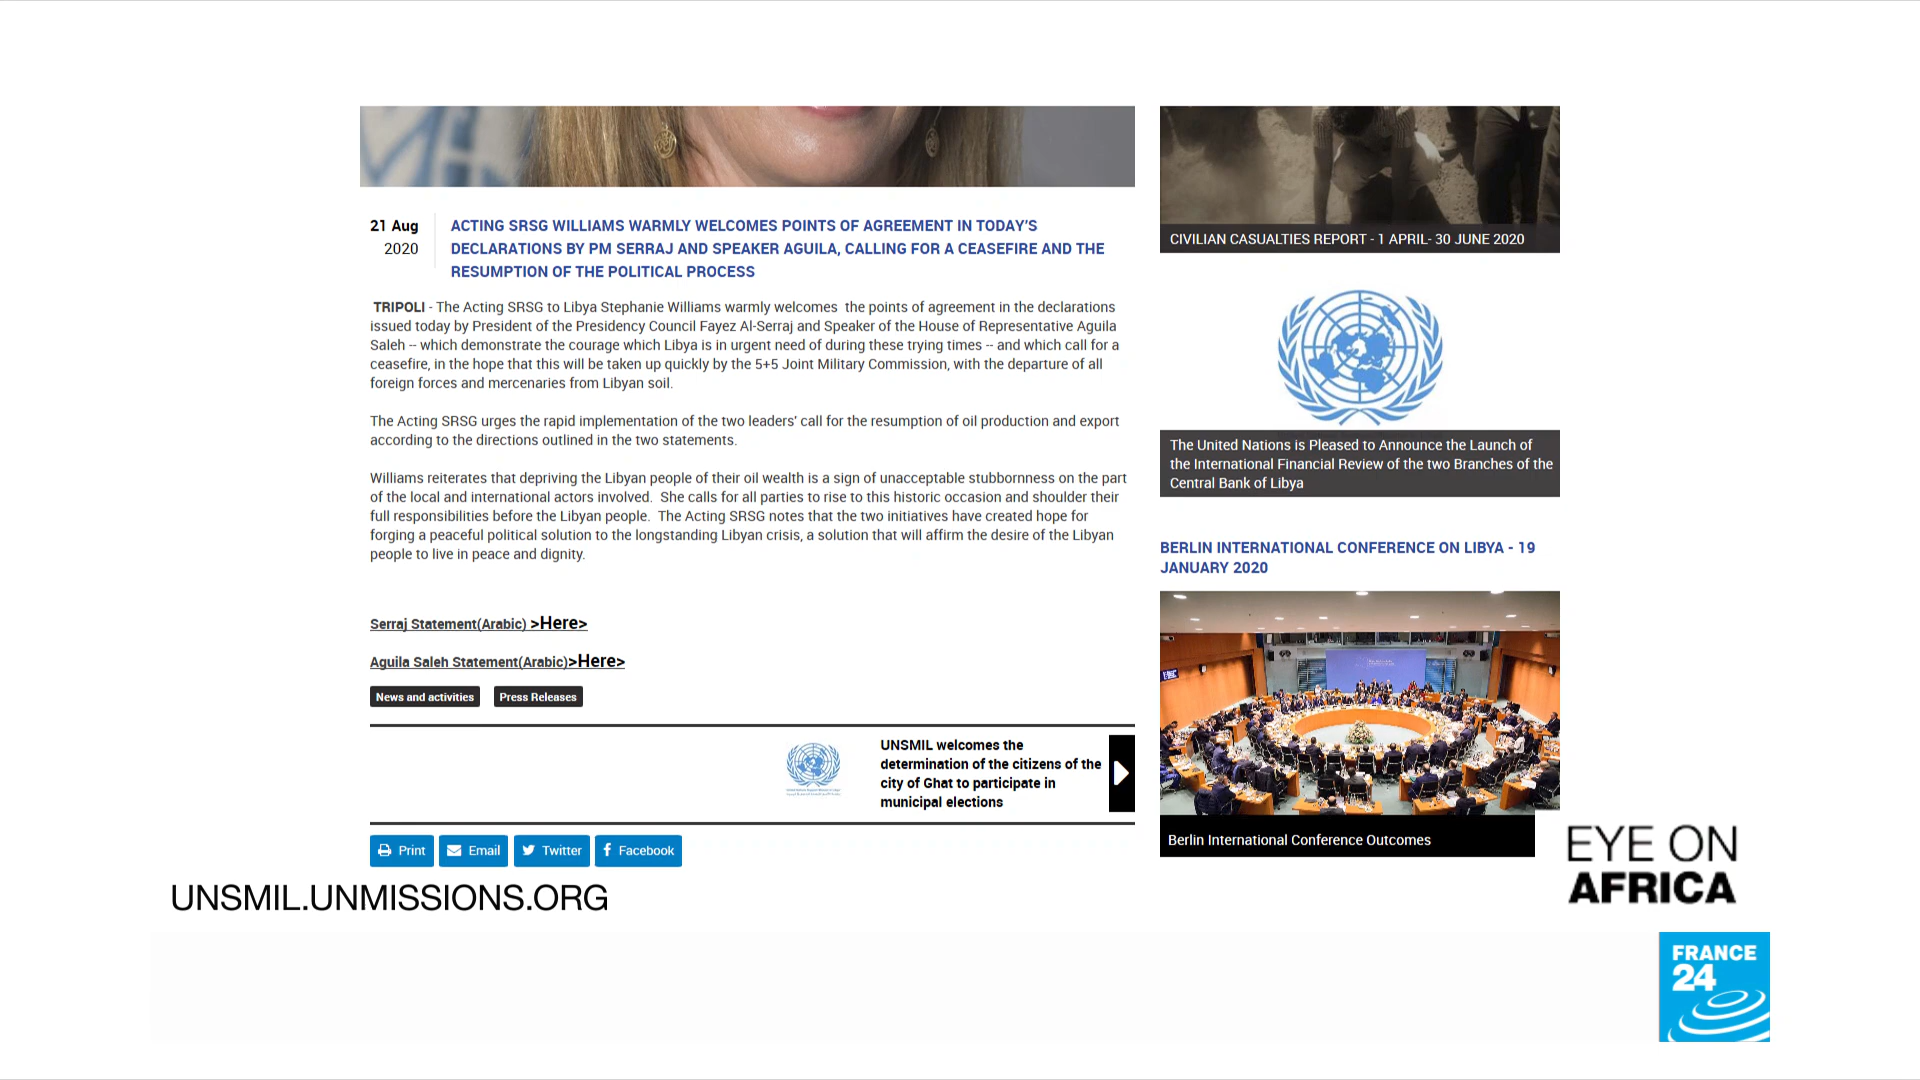 21 Aug
2020
ACTING SRSG WILLIAMS WARMLY WELCOMES POINTS OF AGREEMENT IN TODAY'S
DECLARATIONS BY PM SERRAJ AND SPEAKER AGUILA, CALLING FOR A CEASEFIRE AND THE
RESUMPTION OF THE POLITICAL PROCESS
TRIPOLI - The Acting SRSG to Libya Stephanie Williams warmly welcomes the points of agreement in the declarations
issued today by President of the Presidency Council Fayez Al-Serraj and Speaker of the House of Representative Aguila
Saleh -- which demonstrate the courage which Libya is in urgent need of during these trying times -- and which call for a
ceasefire, in the hope that this will be taken up quickly by the 5+5 Joint Military Commission, with the departure of all
foreign forces and mercenaries from Libyan soil.
The Acting SRSG urges the rapid implementation of the two leaders' call for the resumption of oil production and export
according to the directions outlined in the two statements.
Williams reiterates that depriving the Libyan people of their oil wealth is a sign of unacceptable stubbornness on the part
of the local and international actors involved. She calls for all parties to rise to this historic occasion and shoulder their
full responsibilities before the Libyan people. The Acting SRSG notes that the two initiatives have created hope for
forging a peaceful political solution to the longstanding Libyan crisis, a solution that will affirm the desire of the Libyan
people to live in peace and dignity.
Serraj Statement(Arabic) >Here>
Aguila Saleh Statement(Arabic)>Here>
News and activities
Press Releases
UNSMIL welcomes the
determination of the citizens of the
city of Ghat to participate in
municipal elections
Print
Email
Twitter
Facebook
CIVILIAN CASUALTIES REPORT - 1 APRIL- 30 JUNE 2020
The United Nations is Pleased to Announce the Launch of
the International Financial Review of the two Branches of the
Central Bank of Libya
BERLIN INTERNATIONAL CONFERENCE ON LIBYA - 19
JANUARY 2020
Berlin International Conference Outcomes
UNSMIL.UNMISSIONS.ORG
EYE ON
AFRICA
FRANCE
24